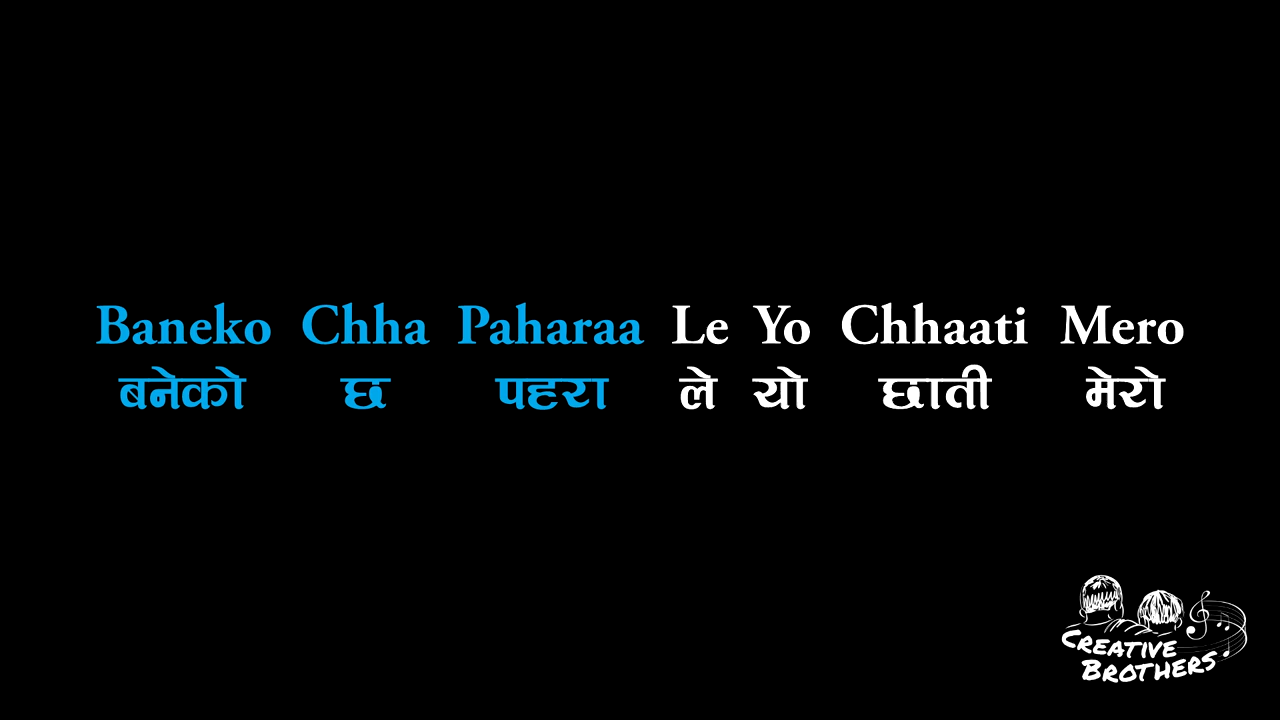 Baneko Chha Paharaa Le Yo Chhaati Mero
बनेको छ पहरा ले यो छाती मेरो
CREATIVE
BROTHERS